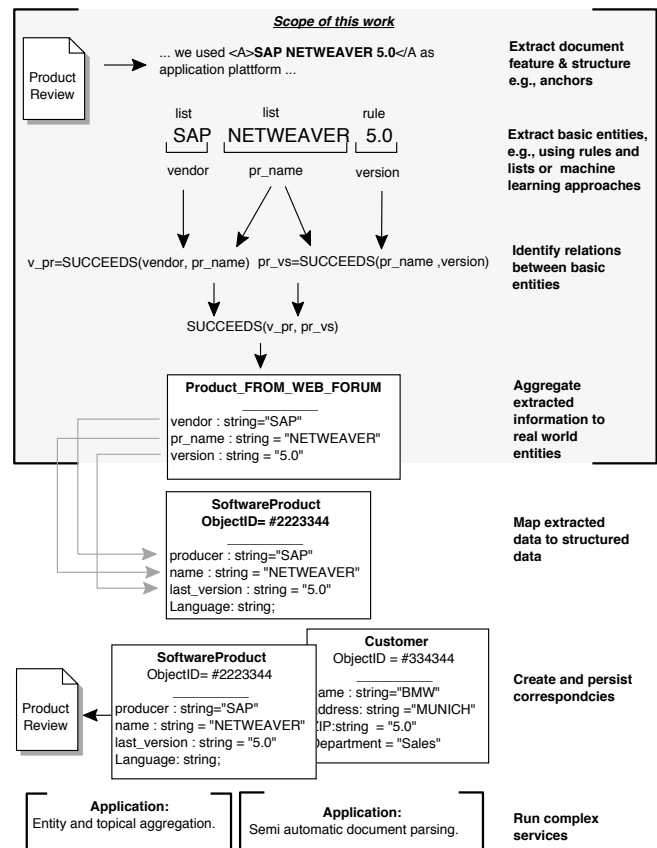 Scope of this work
Product
Review
... we used <A>SAP NETWEAVER 5.0</A as
application plattform ...
Extract document
feature & structure
e.g., anchors
list list rule
SAP NETWEAVER 5.0
vendor pr_name version
Extract basic entities,
e.g., using rules and
lists or machine
learning approaches
v_pr=SUCCEEDS(vendor, pr_name) pr_vs=SUCCEEDS(pr_name ,version)
Identify relations
between basic
entities
SUCCEEDS(v_pr, pr_vs)
Product_FROM_WEB_FORUM
vendor : string="SAP"
pr_name : string = "NETWEAVER"
version : string = "5.0"
Aggregate
extracted
information to
real world
entities
SoftwareProduct
ObjectID= #2223344
producer : string="SAP"
name : string = "NETWEAVER"
last_version : string = "5.0"
Language: string;
Map extracted
data to structured
data
Product
Review
SoftwareProduct
ObjectID= #2223344
producer : string="SAP"
name : string = "NETWEAVER"
last_version : string = "5.0"
Language: string;
Customer
ObjectID = #334344
ame : string="BMW"
ddress: string ="MUNICH"
ZIP:string = "5.0"
Department = "Sales"
Create and persist
correspondcies
Application:
Entity and topical aggregation.
Application:
Semi automatic document parsing.
Run complex
services